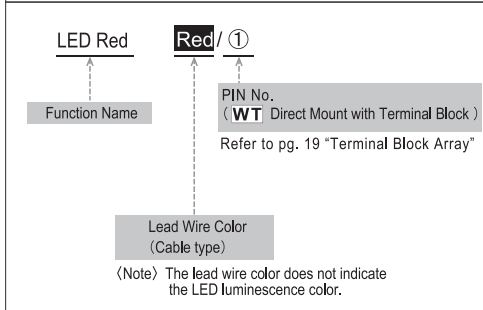 LED Red Red / ①
Function Name
PIN No.
( WT Direct Mount with Terminal Block )
Refer to pg. 19 “Terminal Block Array”
Lead Wire Color
(Cable type)
〈Note〉 The lead wire color does not indicate
the LED luminescence color.